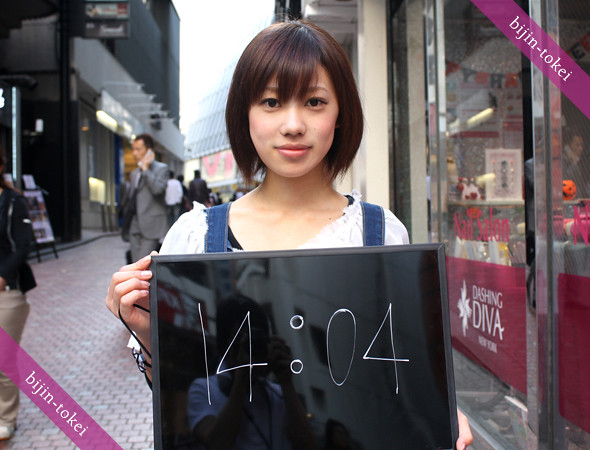 bijin-tokei
Nail Salon
DASHING
DIVA
NEW YORK
14:04
bijin-tokei